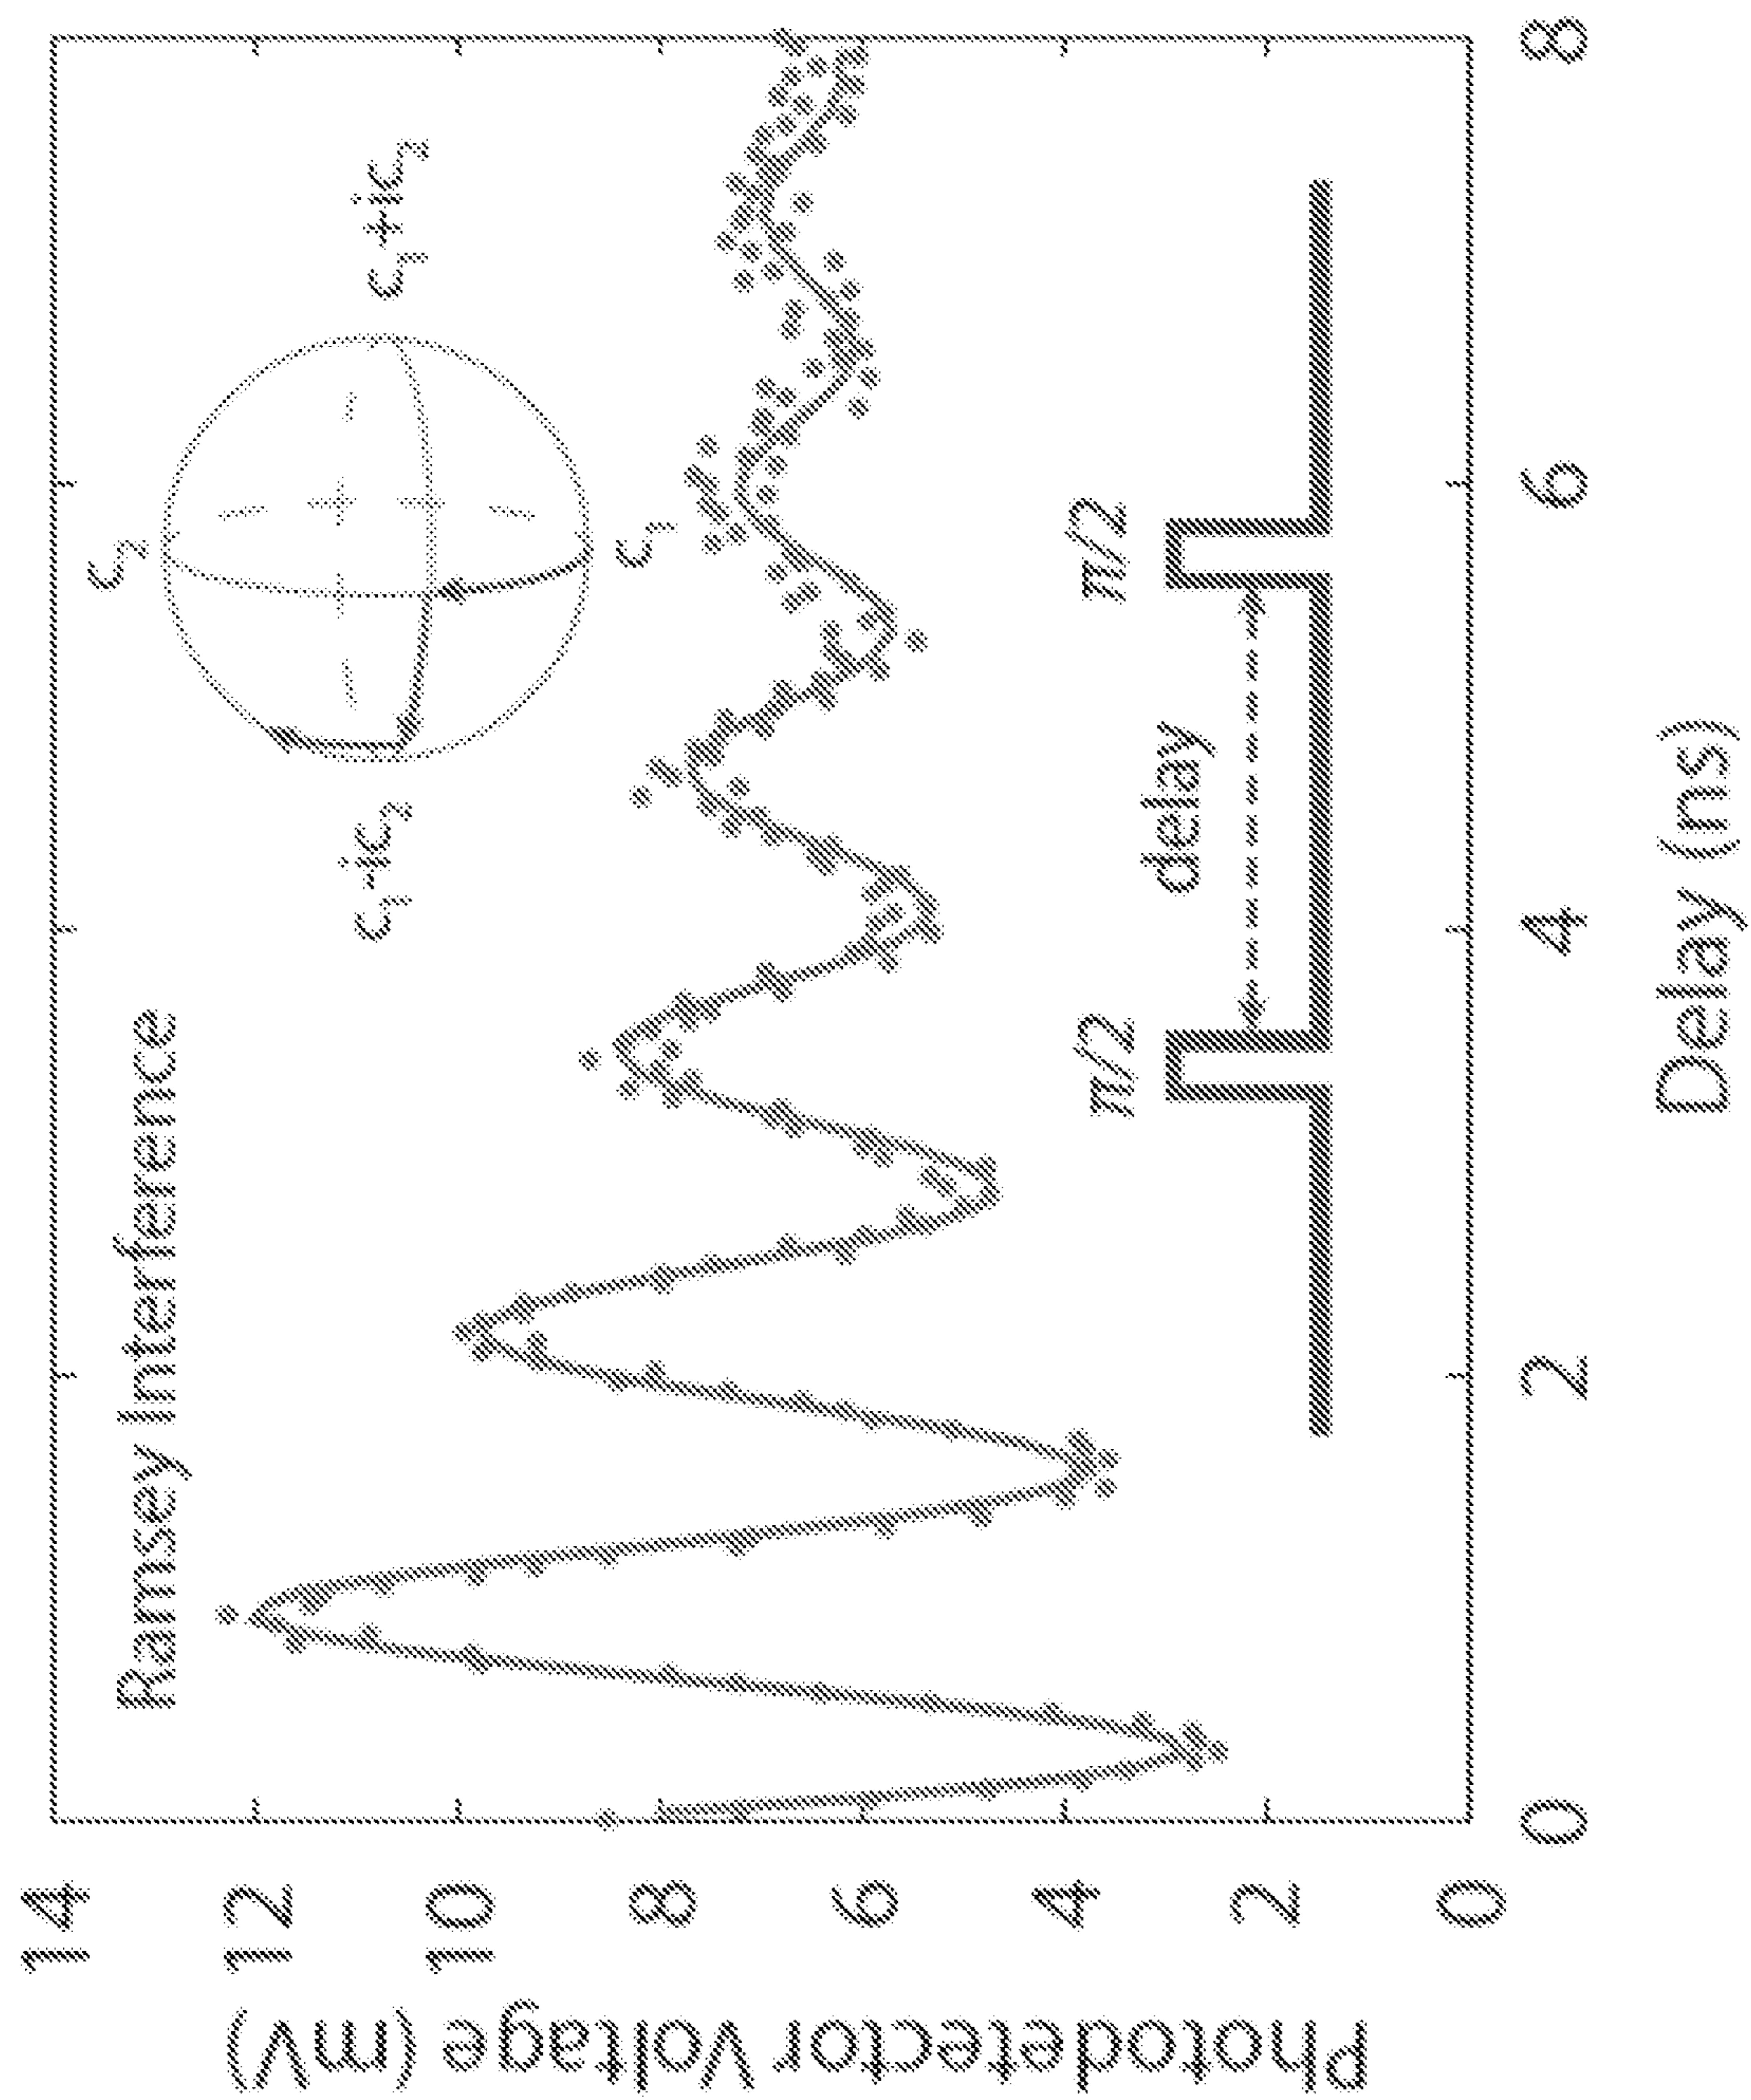 Ramsey Interference
Photodetector Voltage (mV)
14
12
10
8
6
4
2
0
c₂
c₁-ic₂
c₁+ic₂
c₁
π/2
delay
π/2
0
2
4
6
8
Delay (ns)